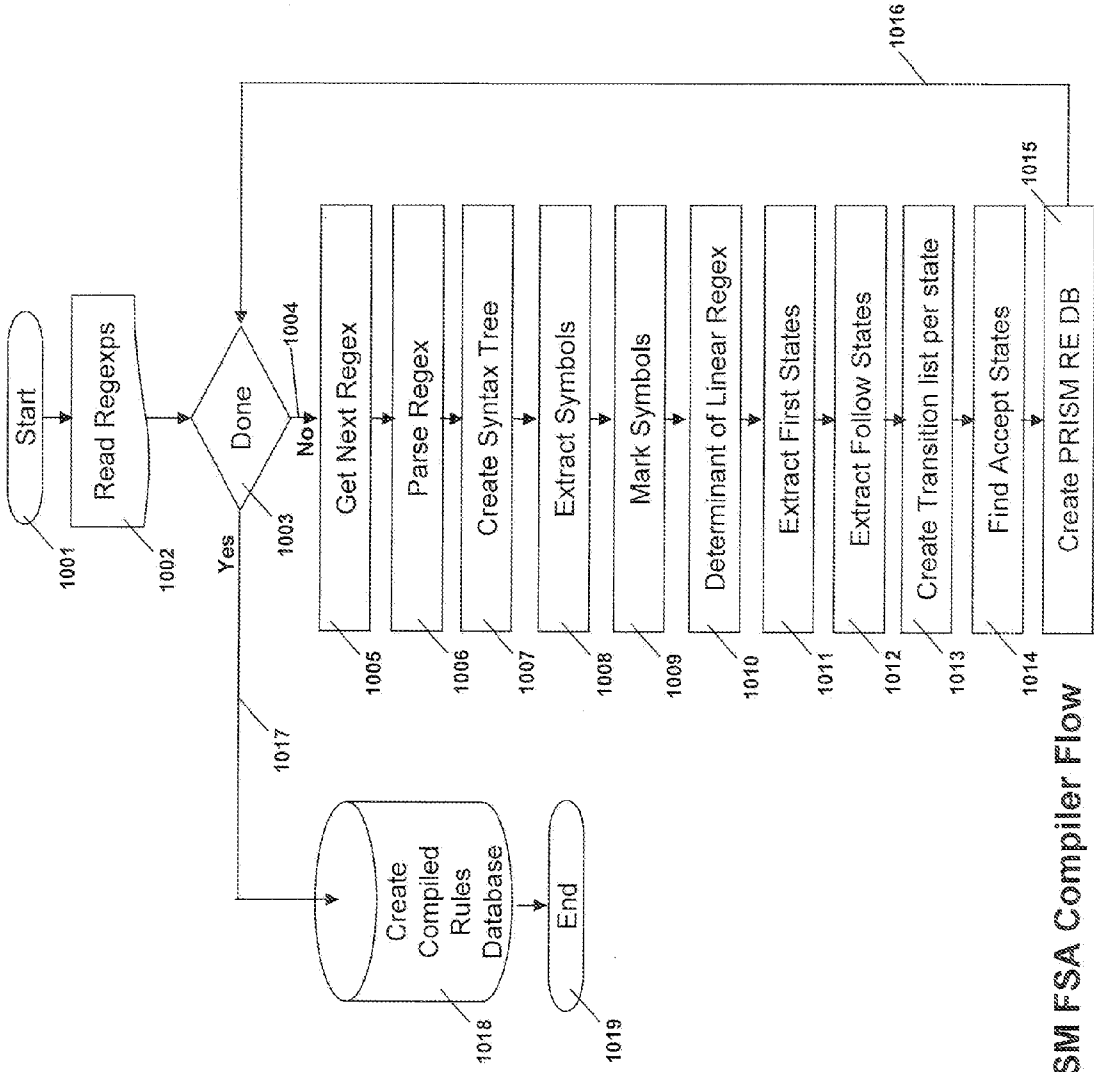 Start
1001
Read Regexps
1002
Done
1003
Yes
No
1004
Get Next Regex
1005
Parse Regex
1006
Create Syntax Tree
1007
Extract Symbols
1008
Mark Symbols
1009
Determinant of Linear Regex
1010
Extract First States
1011
Extract Follow States
1012
Create Transition list per state
1013
Find Accept States
1014
Create PRISM RE DB
1015
1016
1017
Create
Compiled
Rules
Database
1018
End
1019
SM FSA Compiler Flow